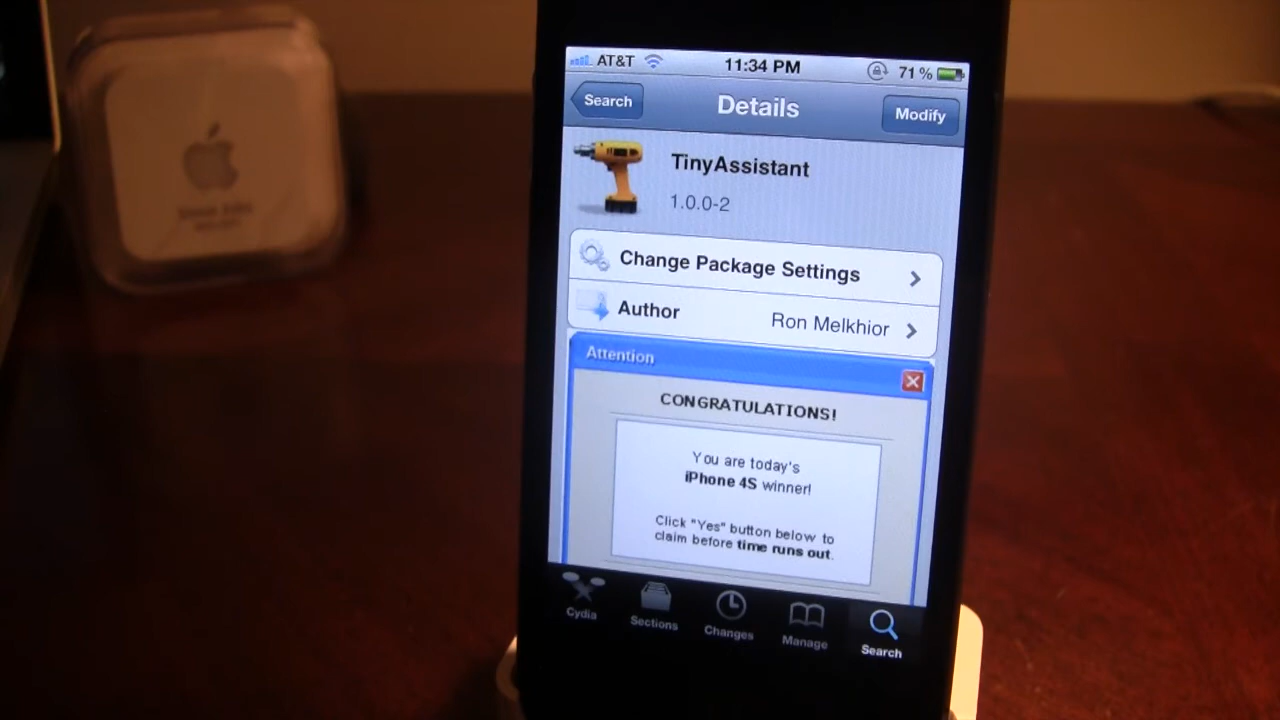 AT&T 11:34 PM 71%
Search Details Modify
TinyAssistant
1.0.0-2
Change Package Settings
Author Ron Melkhior
Attention
CONGRATULATIONS!
You are today's
iPhone 4S winner!
Click "Yes" button below to
claim before time runs out.
Cydia Sections Changes Manage Search